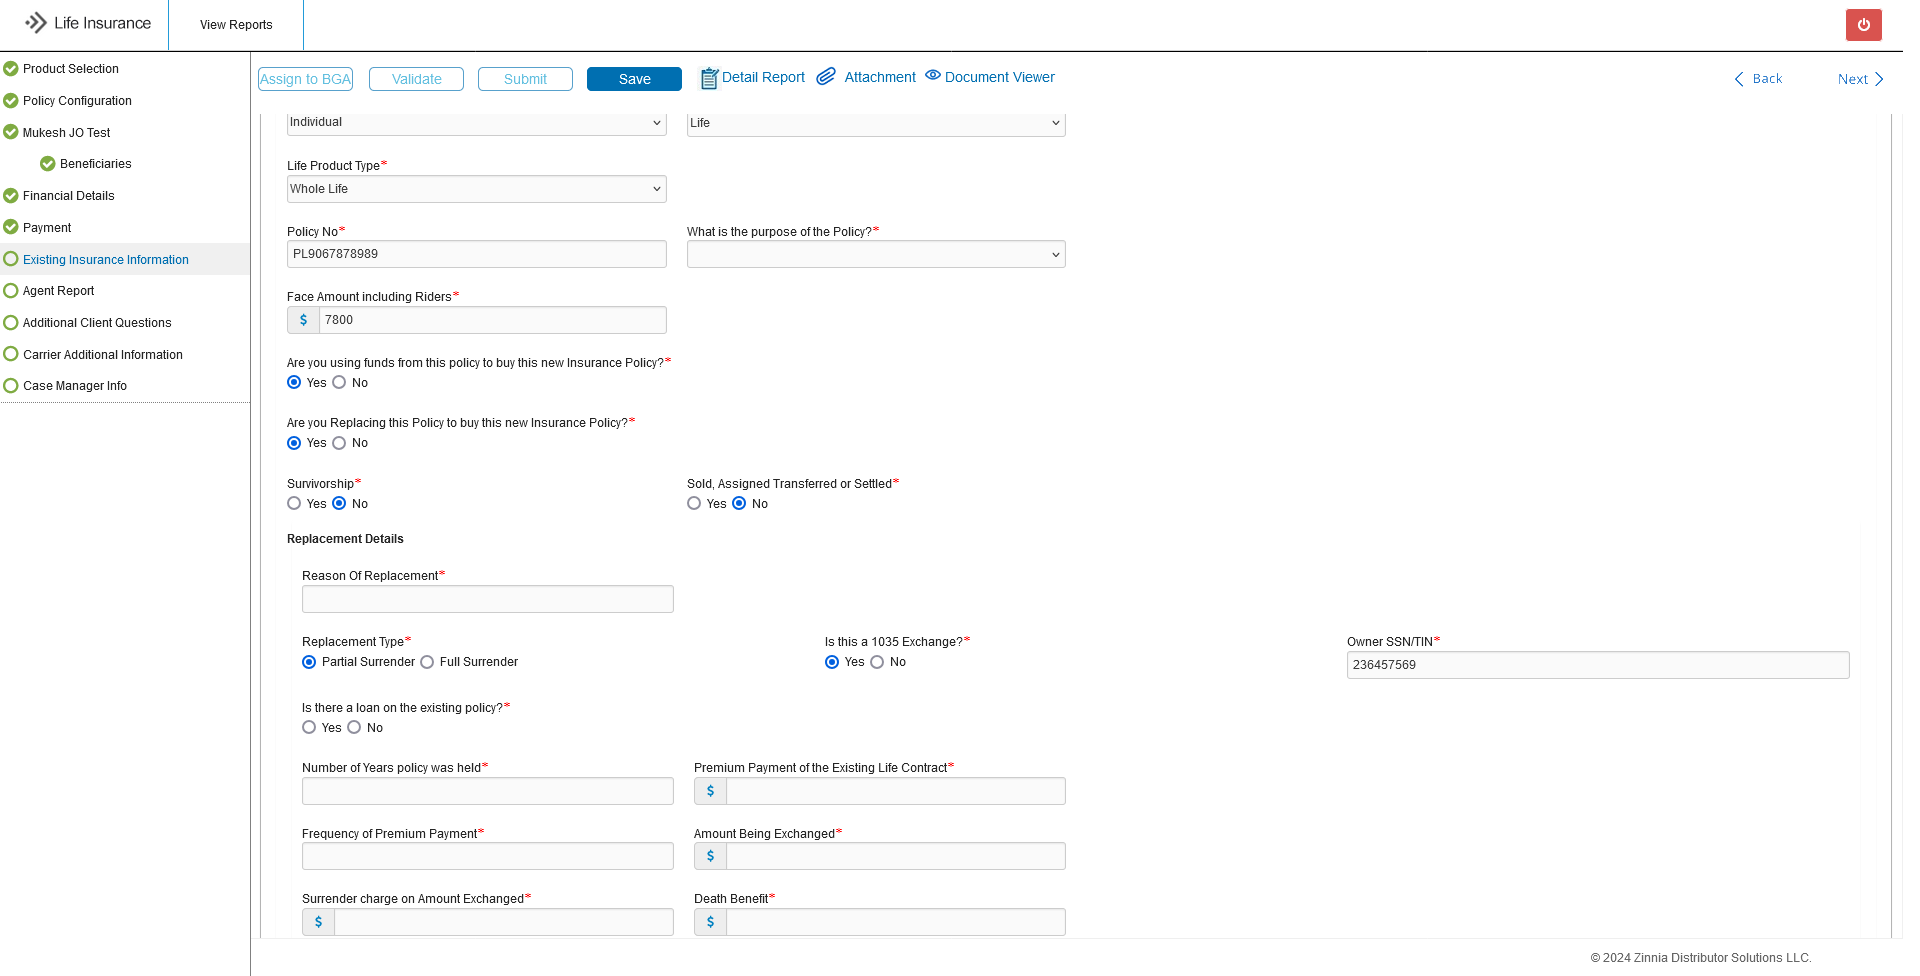 Life Insurance
View Reports
Product Selection
Policy Configuration
Mukesh JO Test
Beneficiaries
Financial Details
Payment
Existing Insurance Information
Agent Report
Additional Client Questions
Carrier Additional Information
Case Manager Info
Assign to BGA Validate Submit Save Detail Report Attachment Document Viewer Back Next
Individual Life
Life Product Type*
Whole Life
Policy No* What is the purpose of the Policy?*
PL9067878989
Face Amount including Riders*
$ 7800
Are you using funds from this policy to buy this new Insurance Policy?*
Yes No
Are you Replacing this Policy to buy this new Insurance Policy?*
Yes No
Survivorship* Sold, Assigned Transferred or Settled*
Yes No Yes No
Replacement Details
Reason Of Replacement*
Replacement Type* Is this a 1035 Exchange?* Owner SSN/TIN*
Partial Surrender Full Surrender Yes No 236457569
Is there a loan on the existing policy?*
Yes No
Number of Years policy was held* Premium Payment of the Existing Life Contract*
$
Frequency of Premium Payment* Amount Being Exchanged*
$
Surrender charge on Amount Exchanged* Death Benefit*
$ $
© 2024 Zinnia Distributor Solutions LLC.